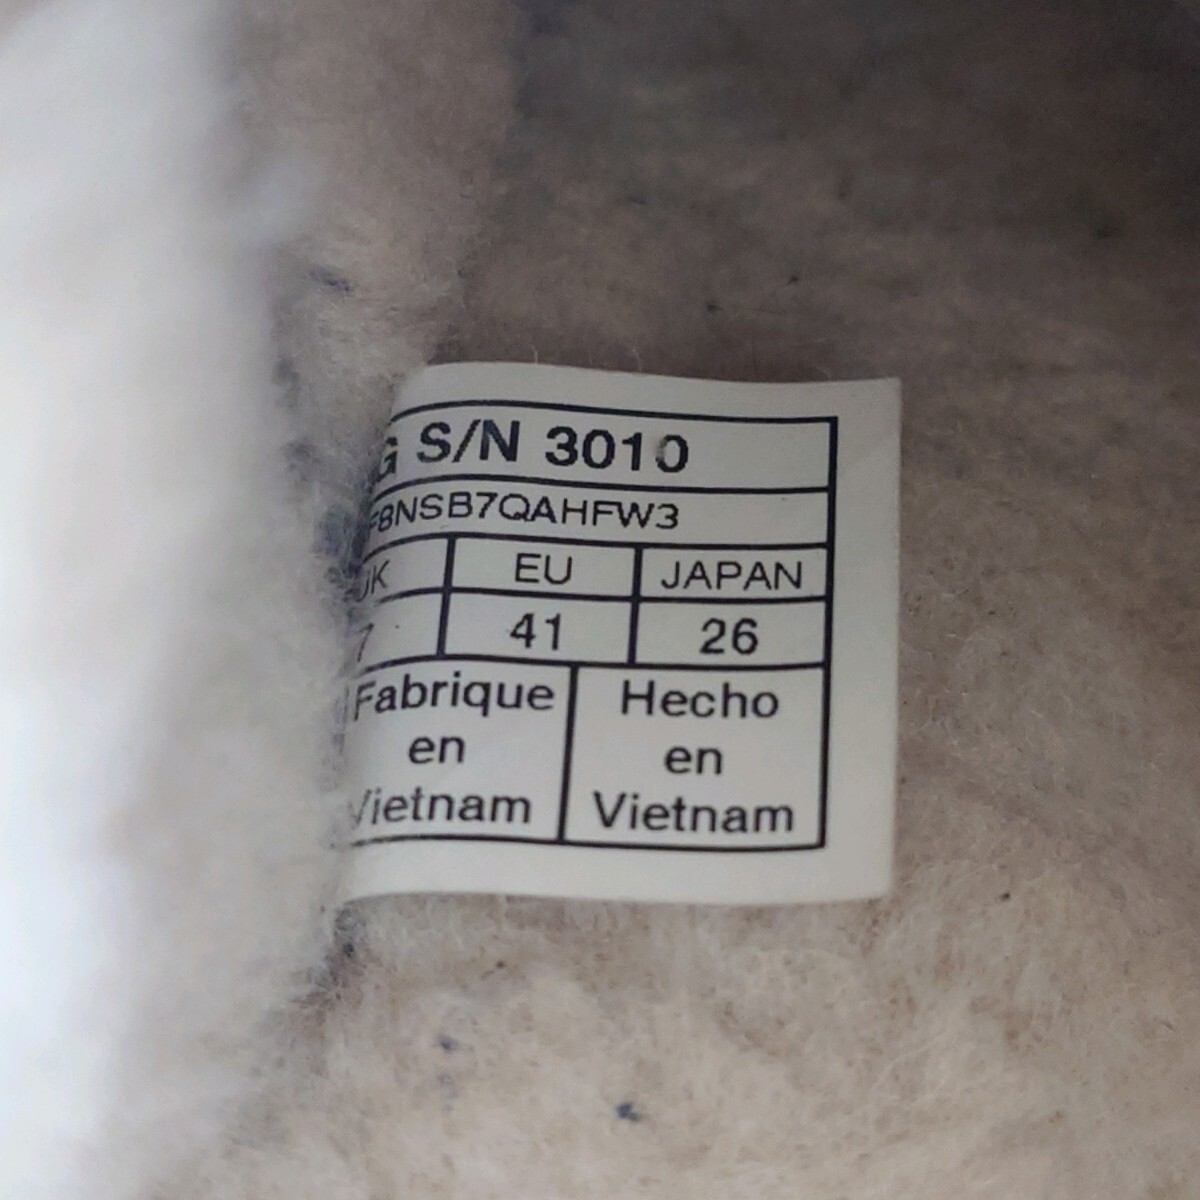 G S/N 3010
F8NSB7QAHFW3
UK EU JAPAN
7 41 26
Fabrique en Vietnam
Hecho en Vietnam